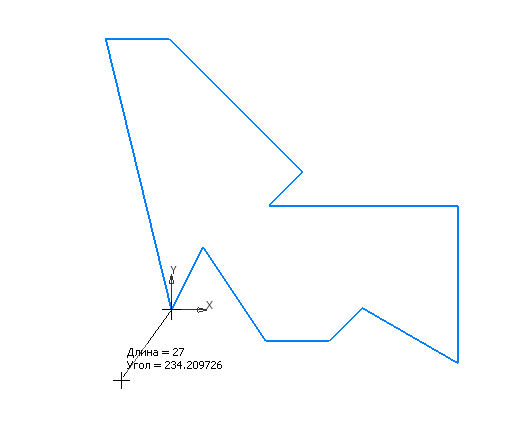 Y
X
Длина = 27
Угол = 234.209726